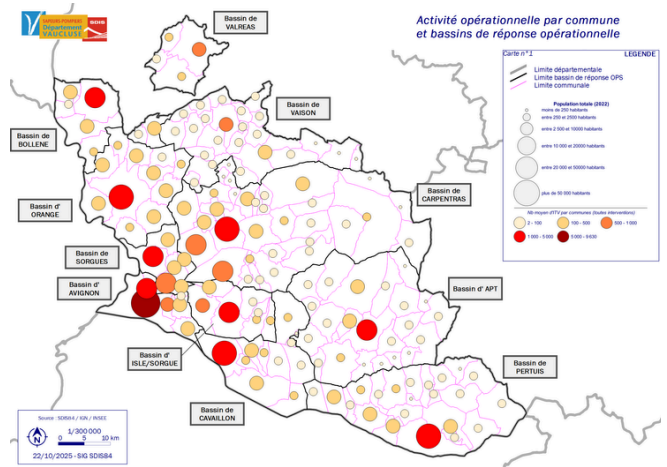 SAPEURS-POMPIERS
Département
VAUCLUSE
SDIS
Activité opérationnelle par commune
et bassins de réponse opérationnelle
Carte n°1
LEGENDE
Limite départementale
Limite bassin de réponse OPS
Limite communale
Population totale (2022)
moins de 250 habitants
entre 250 et 2500 habitants
entre 2 500 et 10000 habitants
entre 10 000 et 20000 habitants
entre 20 000 et 50000 habitants
plus de 50 000 habitants
Nb moyen d'ITV par communes (toutes interventions)
2 - 100
100 - 500
500 - 1 000
1 000 - 5 000
5 000 - 9 630
Bassin de
VALREAS
Bassin de
VAISON
Bassin de
BOLLENE
Bassin de
CARPENTRAS
Bassin d'
ORANGE
Bassin de
SORGUES
Bassin d'
AVIGNON
Bassin d' APT
Bassin d'
ISLE/SORGUE
Bassin de
PERTUIS
Bassin de
CAVAILLON
Source : SDIS84 / IGN / INSEE
N
1/300 000
0 5 10 km
22/10/2025 - SIG SDIS84